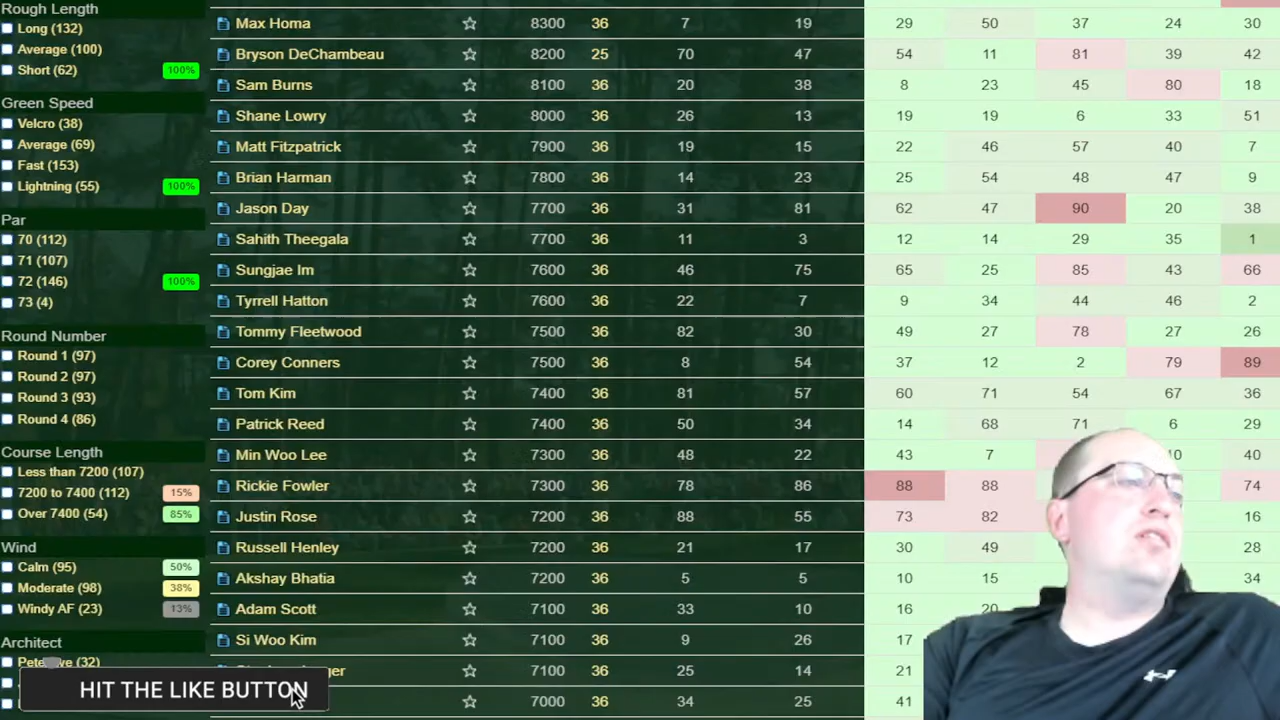 Rough Length
Long (132)
Average (100)
Short (62) 100%
Green Speed
Velcro (38)
Average (69)
Fast (153)
Lightning (55) 100%
Par
70 (112)
71 (107)
72 (146) 100%
73 (4)
Round Number
Round 1 (97)
Round 2 (97)
Round 3 (93)
Round 4 (86)
Course Length
Less than 7200 (107)
7200 to 7400 (112) 15%
Over 7400 (54) 85%
Wind
Calm (95) 50%
Moderate (98) 38%
Windy AF (23) 13%
Architect
(32)
Max Homa 8300 36 7 19 29 50 37 24 30
Bryson DeChambeau 8200 25 70 47 54 11 81 39 42
Sam Burns 8100 36 20 38 8 23 45 80 18
Shane Lowry 8000 36 26 13 19 19 6 33 51
Matt Fitzpatrick 7900 36 19 15 22 46 57 40 7
Brian Harman 7800 36 14 23 25 54 48 47 9
Jason Day 7700 36 31 81 62 47 90 20 38
Sahith Theegala 7700 36 11 3 12 14 29 35 1
Sungjae Im 7600 36 46 75 65 25 85 43 66
Tyrrell Hatton 7600 36 22 7 9 34 44 46 2
Tommy Fleetwood 7500 36 82 30 49 27 78 27 26
Corey Conners 7500 36 8 54 37 12 2 79 89
Tom Kim 7400 36 81 57 60 71 54 67 36
Patrick Reed 7400 36 50 34 14 68 71 6 29
Min Woo Lee 7300 36 48 22 43 7 40
Rickie Fowler 7300 36 78 86 88 88 74
Justin Rose 7200 36 88 55 73 82 16
Russell Henley 7200 36 21 17 30 49 28
Akshay Bhatia 7200 36 5 5 10 15 34
Adam Scott 7100 36 33 10 16 20
Si Woo Kim 7100 36 9 26 17
7100 36 25 14 21
7000 36 34 25 41
HIT THE LIKE BUTTON